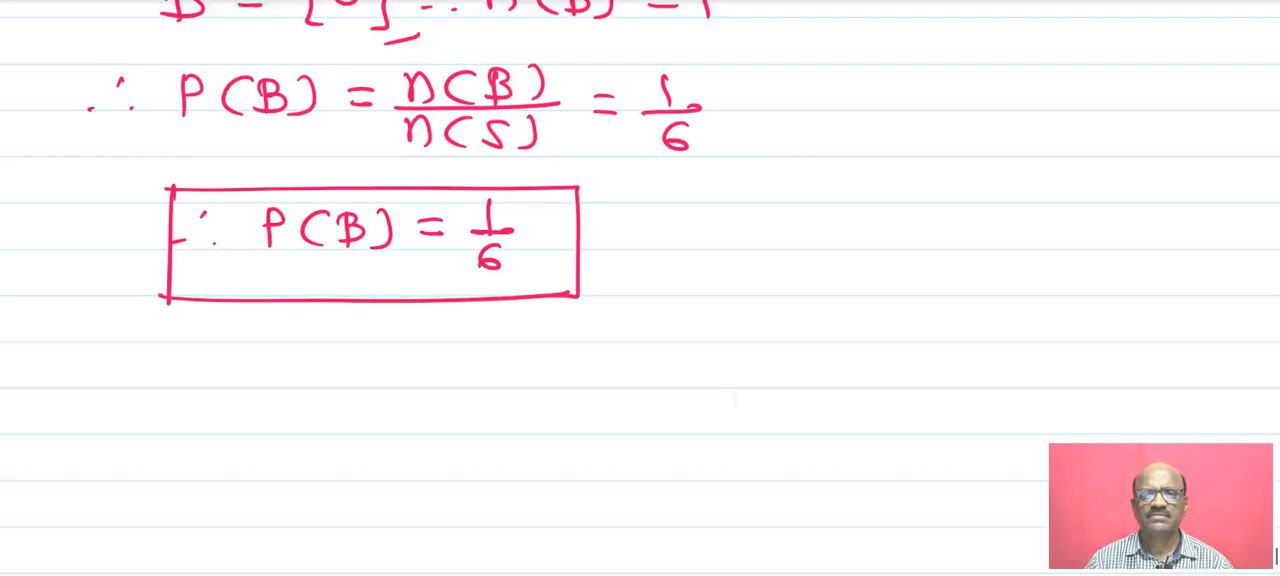 ∴ P(B) = n(B)/n(S) = 1/6
∴ P(B) = 1/6